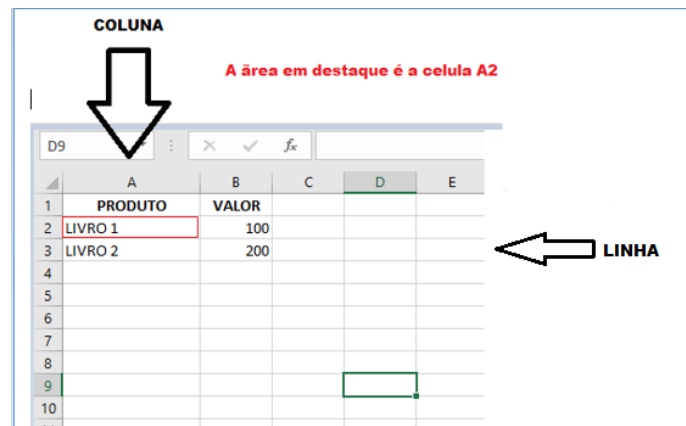 COLUNA
A ãrea em destaque é a celula A2
D9 fx
A B C D E
1 PRODUTO VALOR
2 LIVRO 1 100
3 LIVRO 2 200
LINHA
4
5
6
7
8
9
10